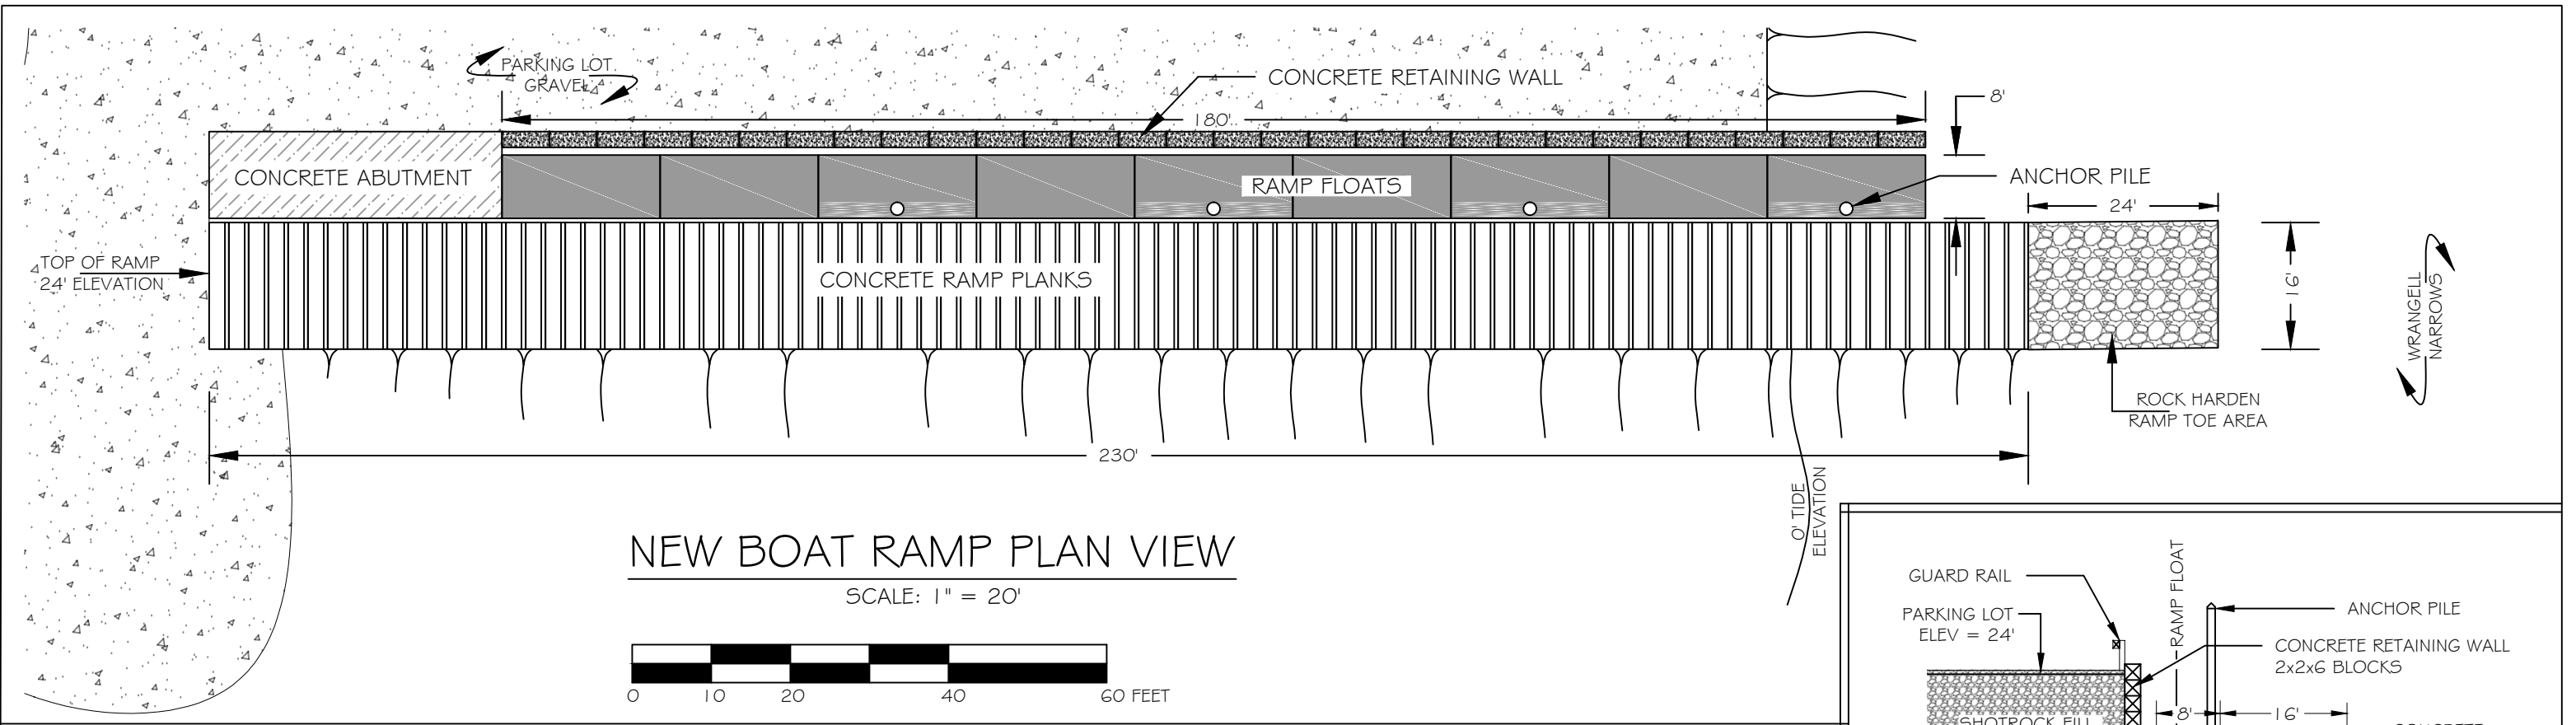 PARKING LOT
GRAVEL
CONCRETE RETAINING WALL
180'
8'
CONCRETE ABUTMENT
RAMP FLOATS
ANCHOR PILE
24'
TOP OF RAMP
24' ELEVATION
CONCRETE RAMP PLANKS
16'
WRANGELL
NARROWS
ROCK HARDEN
RAMP TOE AREA
230'
0' TIDE
ELEVATION
NEW BOAT RAMP PLAN VIEW
SCALE: 1" = 20'
0 10 20 40 60 FEET
GUARD RAIL
RAMP FLOAT
PARKING LOT
ELEV = 24'
ANCHOR PILE
CONCRETE RETAINING WALL
2x2x6 BLOCKS
8'
16'
SHOTROCK FILL
CONCRETE